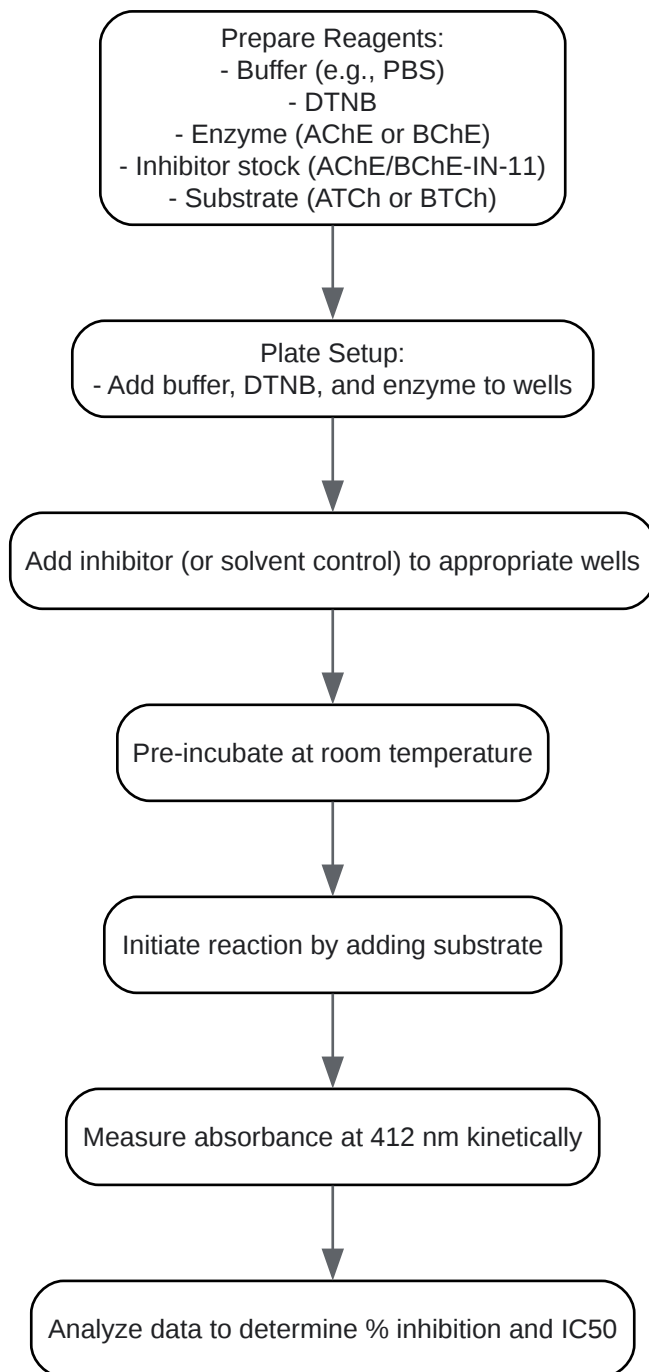 Prepare Reagents:
- Buffer (e.g., PBS)
- DTNB
- Enzyme (AChE or BChE)
- Inhibitor stock (AChE/BChE-IN-11)
- Substrate (ATCh or BTCh)
Plate Setup:
- Add buffer, DTNB, and enzyme to wells
Add inhibitor (or solvent control) to appropriate wells
Pre-incubate at room temperature
Initiate reaction by adding substrate
Measure absorbance at 412 nm kinetically
Analyze data to determine % inhibition and IC50